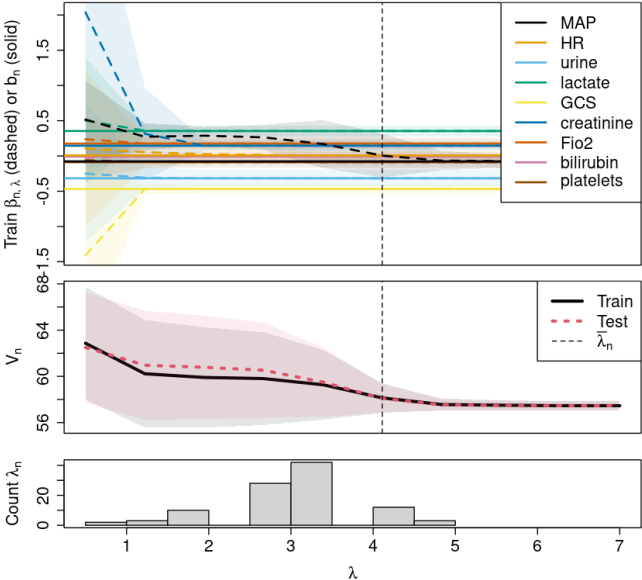 Train βn,λ (dashed) or bn (solid)
1.5
0.5
-0.5
-1.5
MAP
HR
urine
lactate
GCS
creatinine
Fio2
bilirubin
platelets
Vn
68
64
60
56
Train
Test
λ̅n
Count λn
20
0
1 2 3 4 5 6 7
λ